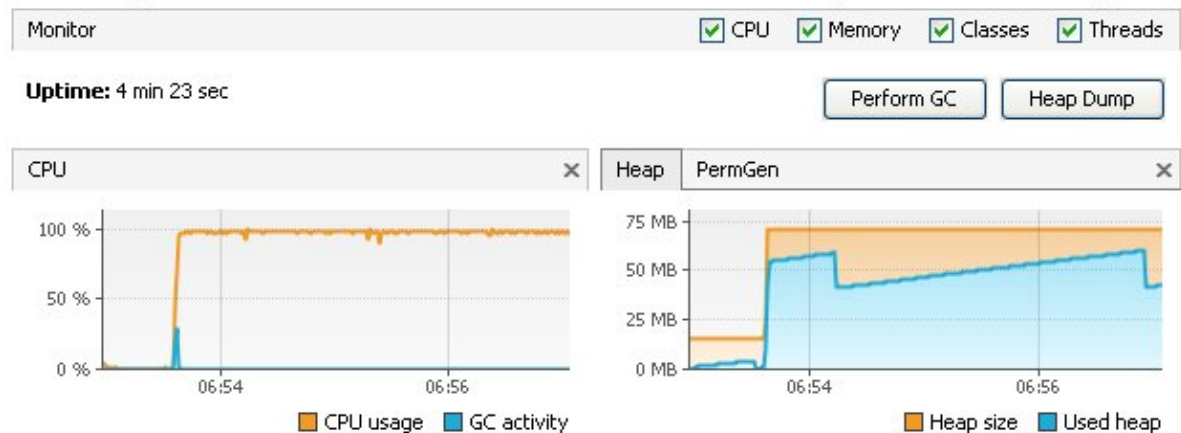 Monitor CPU Memory Classes Threads
Uptime: 4 min 23 sec
Perform GC Heap Dump
CPU
100 %
50 %
0 %
06:54 06:56
CPU usage GC activity
Heap PermGen
75 MB
50 MB
25 MB
0 MB
06:54 06:56
Heap size Used heap